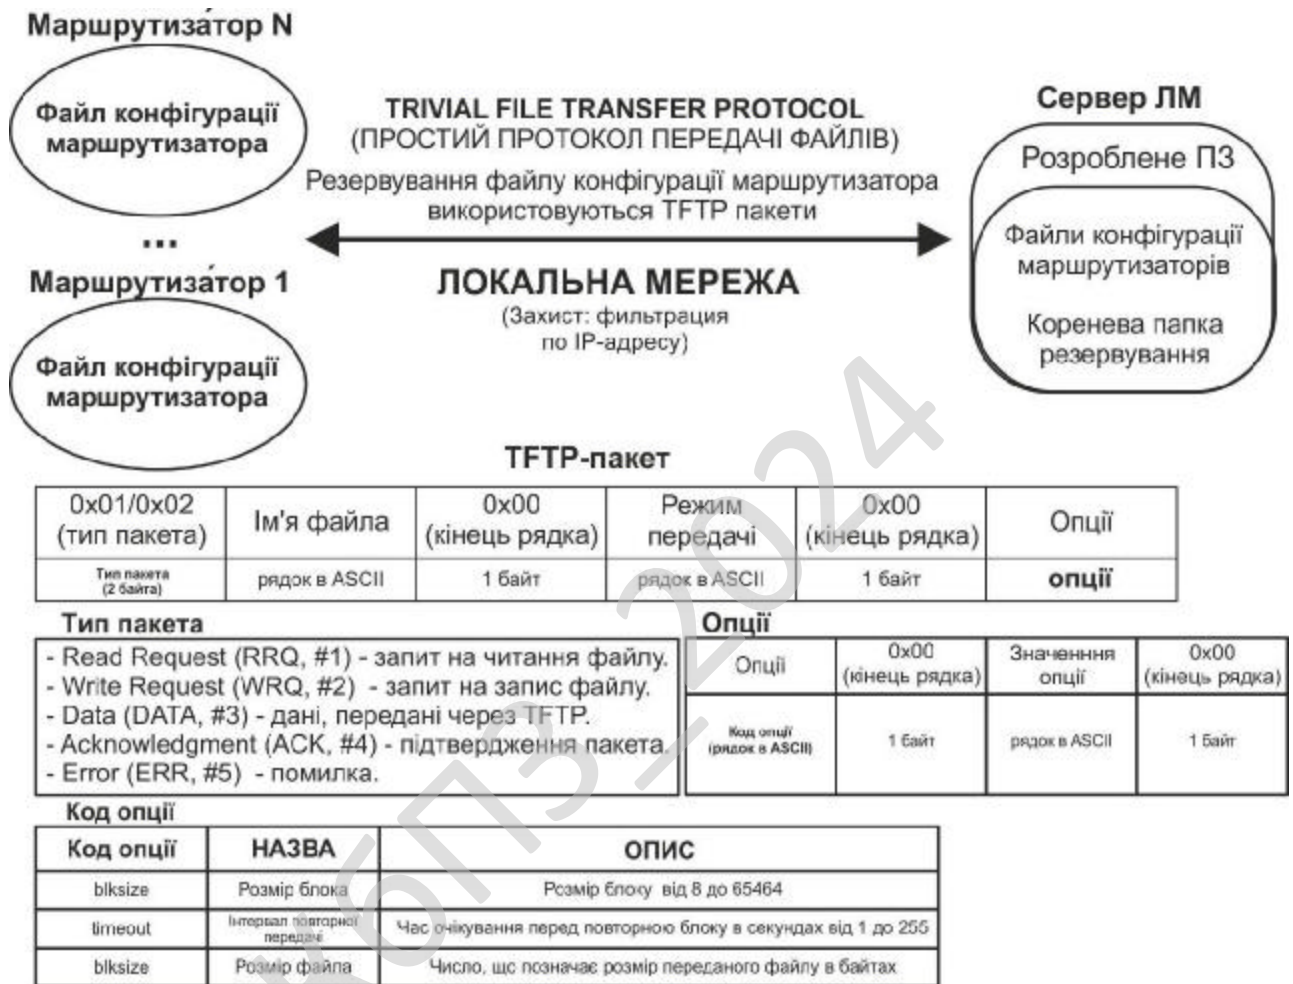 Маршрутиза́тор N
Файл конфігурації
маршрутизатора
...
Маршрутиза́тор 1
Файл конфігурації
маршрутизатора
TRIVIAL FILE TRANSFER PROTOCOL
(ПРОСТИЙ ПРОТОКОЛ ПЕРЕДАЧІ ФАЙЛІВ)
Резервування файлу конфігурації маршрутизатора
використовуються TFTP пакети
ЛОКАЛЬНА МЕРЕЖА
(Захист: фильтрация
по IP-адресу)
Сервер ЛМ
Розроблене ПЗ
Файли конфігурації
маршрутизаторів
Коренева папка
резервування
TFTP-пакет
0x01/0x02 Ім'я файла 0x00 Режим 0x00 Опції
(тип пакета) (кінець рядка) передачі (кінець рядка)
Тип пакета рядок в ASCII 1 байт рядок в ASCII 1 байт опції
(2 байта)
Тип пакета
- Read Request (RRQ, #1) - запит на читання файлу.
- Write Request (WRQ, #2) - запит на запис файлу.
- Data (DATA, #3) - дані, передані через TFTP.
- Acknowledgment (ACK, #4) - підтвердження пакета
- Error (ERR, #5) - помилка.
Опції
Опції 0x00 Значенння 0x00
(кінець рядка) опції (кінець рядка)
Код опції 1 байт рядок в ASCII 1 байт
(рядок в ASCII)
Код опції
Код опції НАЗВА ОПИС
blksize Розмір блока Розмір блоку від 8 до 65464
timeout Інтервал повторної Час очікування перед повторною блоку в секундах від 1 до 255
передачі
blksize Розмір файла Число, що позначає розмір переданого файлу в байтах
КбПЗ_2024